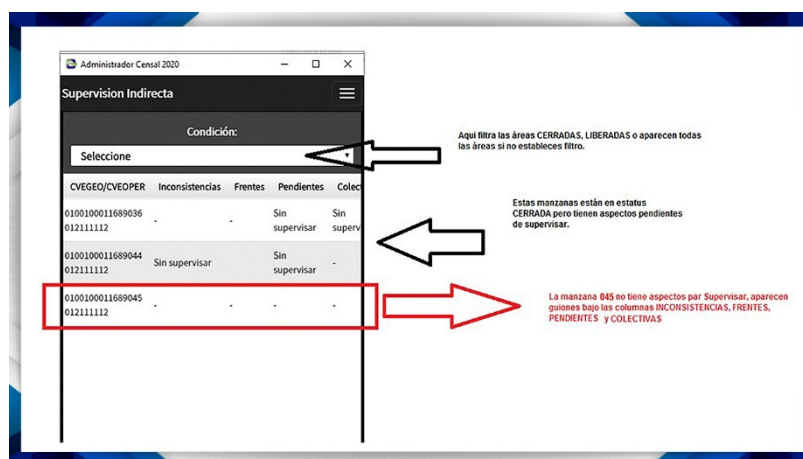 Administrador Censal 2020
Supervision Indirecta
Condición:
Seleccione
CVEGEO/CVEOPER Inconsistencias Frentes Pendientes Colect
0100100011689036
012111112
- - Sin supervisar Sin superv
0100100011689044
012111112
Sin supervisar Sin supervisar -
0100100011689045
012111112
- - - -
Aqui filtra las áreas CERRADAS, LIBERADAS o aparecen todas
las áreas si no estableces filtro.
Estas manzanas están en estatus
CERRADA pero tienen aspectos pendientes
de supervisar.
La manzana 045 no tiene aspectos par Supervisar, aparecen
guiones bajo las columnas INCONSISTENCIAS, FRENTES,
PENDIENTES y COLECTIVAS